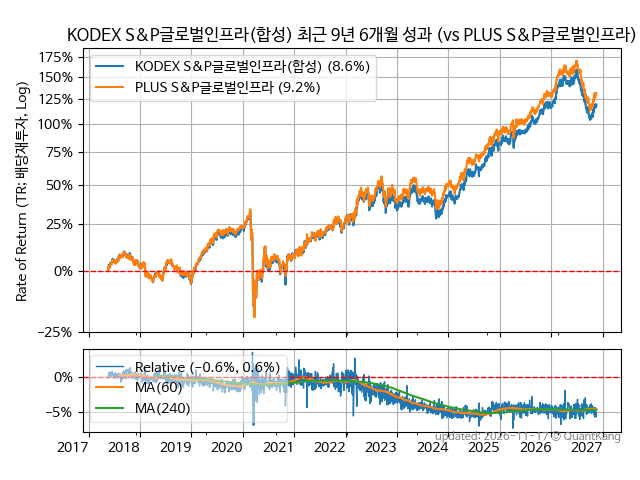 KODEX S&P글로벌인프라(합성) 최근 9년 6개월 성과 (vs PLUS S&P글로벌인프라)
Rate of Return (TR: 배당재투자, Log)
175%
150%
125%
100%
75%
50%
25%
0%
−25%
KODEX S&P글로벌인프라(합성) (8.6%)
PLUS S&P글로벌인프라 (9.2%)
0%
−5%
Relative (−0.6%, 0.6%)
MA(60)
MA(240)
updated: 2026-11-17 © QuantKang
2017 2018 2019 2020 2021 2022 2023 2024 2025 2026 2027